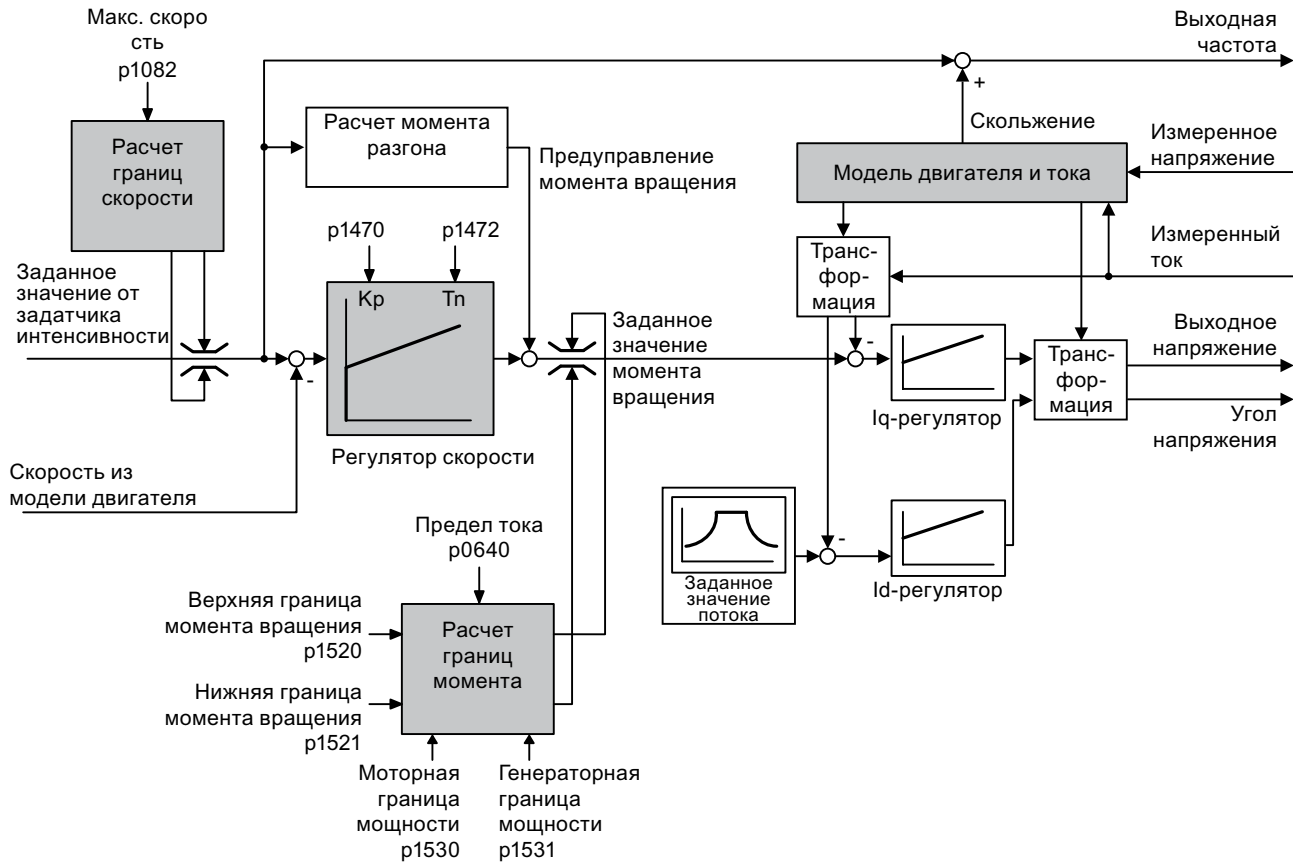 Макс. скоро
сть
p1082
Расчет
границ
скорости
Расчет момента
разгона
Предуправление
момента вращения
Выходная
частота
+
Скольжение
Модель двигателя и тока
Измеренное
напряжение
Измеренный
ток
Транс-
фор-
мация
p1470
p1472
Kp
Tn
Заданное
значение от
задатчика
интенсивности
-
Регулятор скорости
Заданное
значение
момента
вращения
-
Iq-регулятор
Транс-
фор-
мация
Выходное
напряжение
Угол
напряжения
Скорость из
модели двигателя
Предел тока
p0640
Верхняя граница
момента вращения
p1520
Нижняя граница
момента вращения
p1521
Расчет
границ
момента
Моторная
граница
мощности
p1530
Генераторная
граница
мощности
p1531
Заданное
значение
потока
-
Id-регулятор